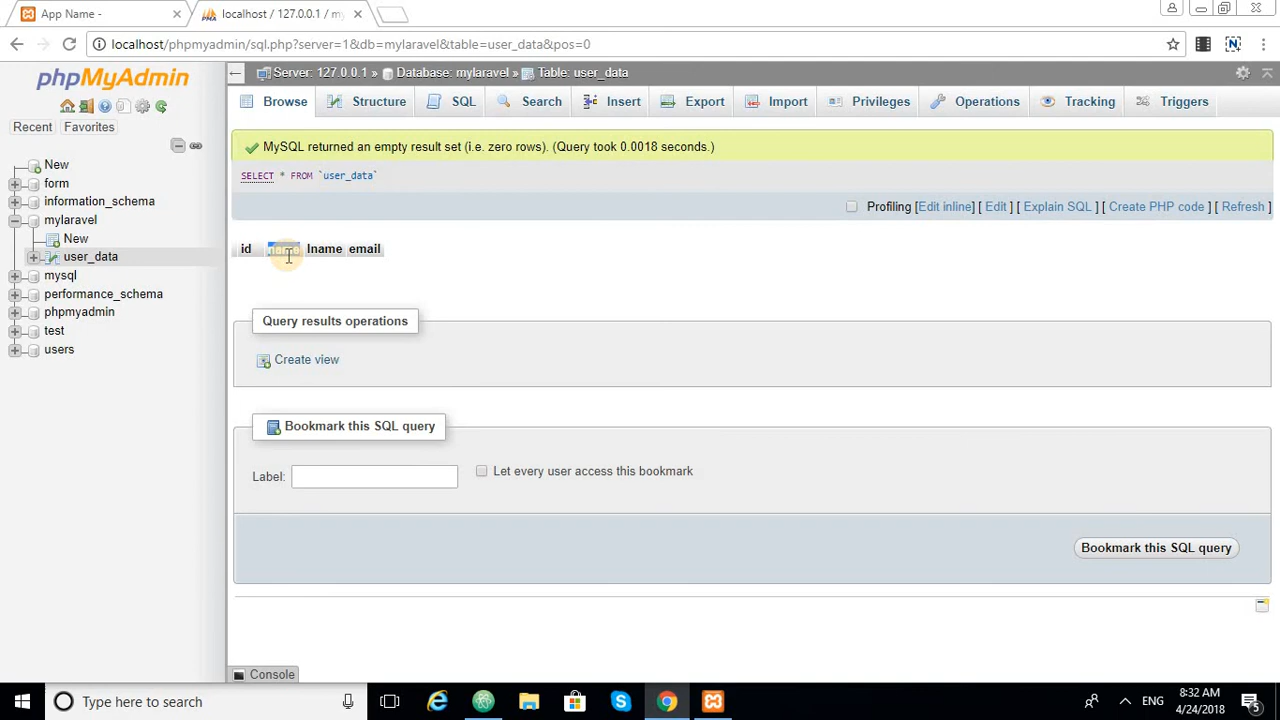 App Name -
localhost / 127.0.0.1 / my
localhost/phpmyadmin/sql.php?server=1&db=mylaravel&table=user_data&pos=0
phpMyAdmin
Recent
Favorites
New
form
information_schema
mylaravel
New
user_data
mysql
performance_schema
phpmyadmin
test
users
Server: 127.0.0.1 » Database: mylaravel » Table: user_data
Browse Structure SQL Search Insert Export Import Privileges Operations Tracking Triggers
MySQL returned an empty result set (i.e. zero rows). (Query took 0.0018 seconds.)
SELECT * FROM `user_data`
Profiling [Edit inline] [ Edit ] [ Explain SQL ] [ Create PHP code ] [ Refresh ]
id lname email
Query results operations
Create view
Bookmark this SQL query
Label:
Let every user access this bookmark
Bookmark this SQL query
Console
Type here to search
ENG
8:32 AM
4/24/2018
5